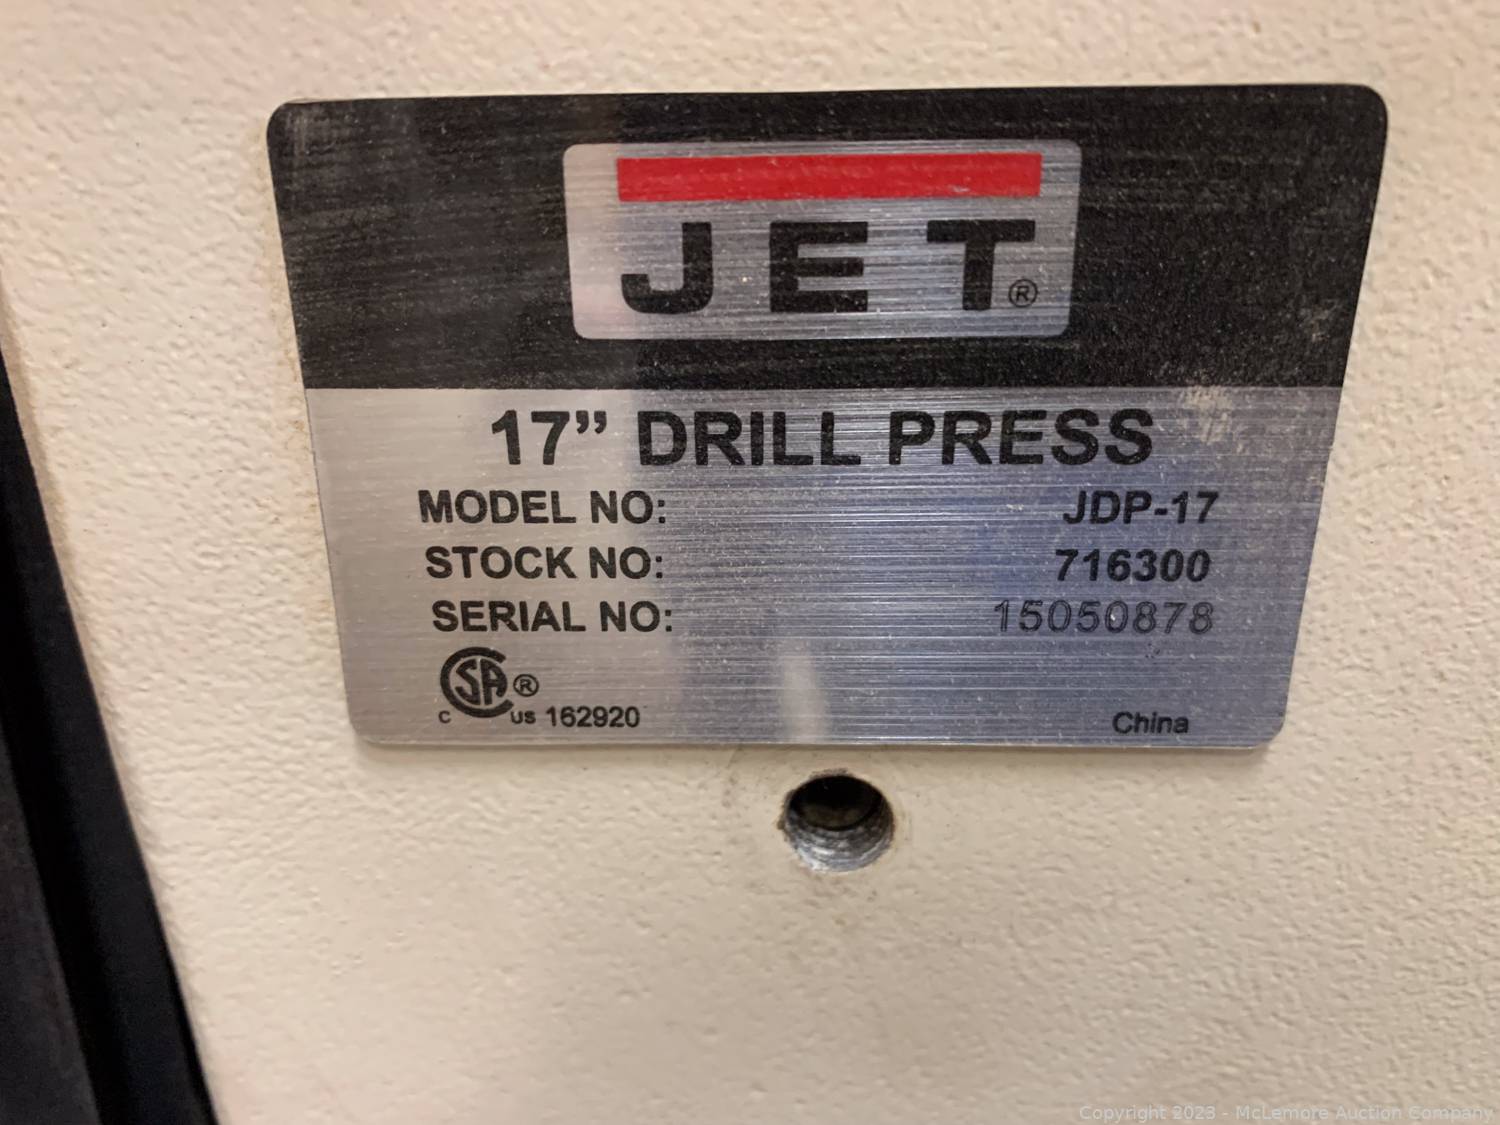 JET®
17” DRILL PRESS
MODEL NO: JDP-17
STOCK NO: 716300
SERIAL NO: 15050878
CSA®
C US 162920 China
Copyright 2023 - McLemore Auction Company